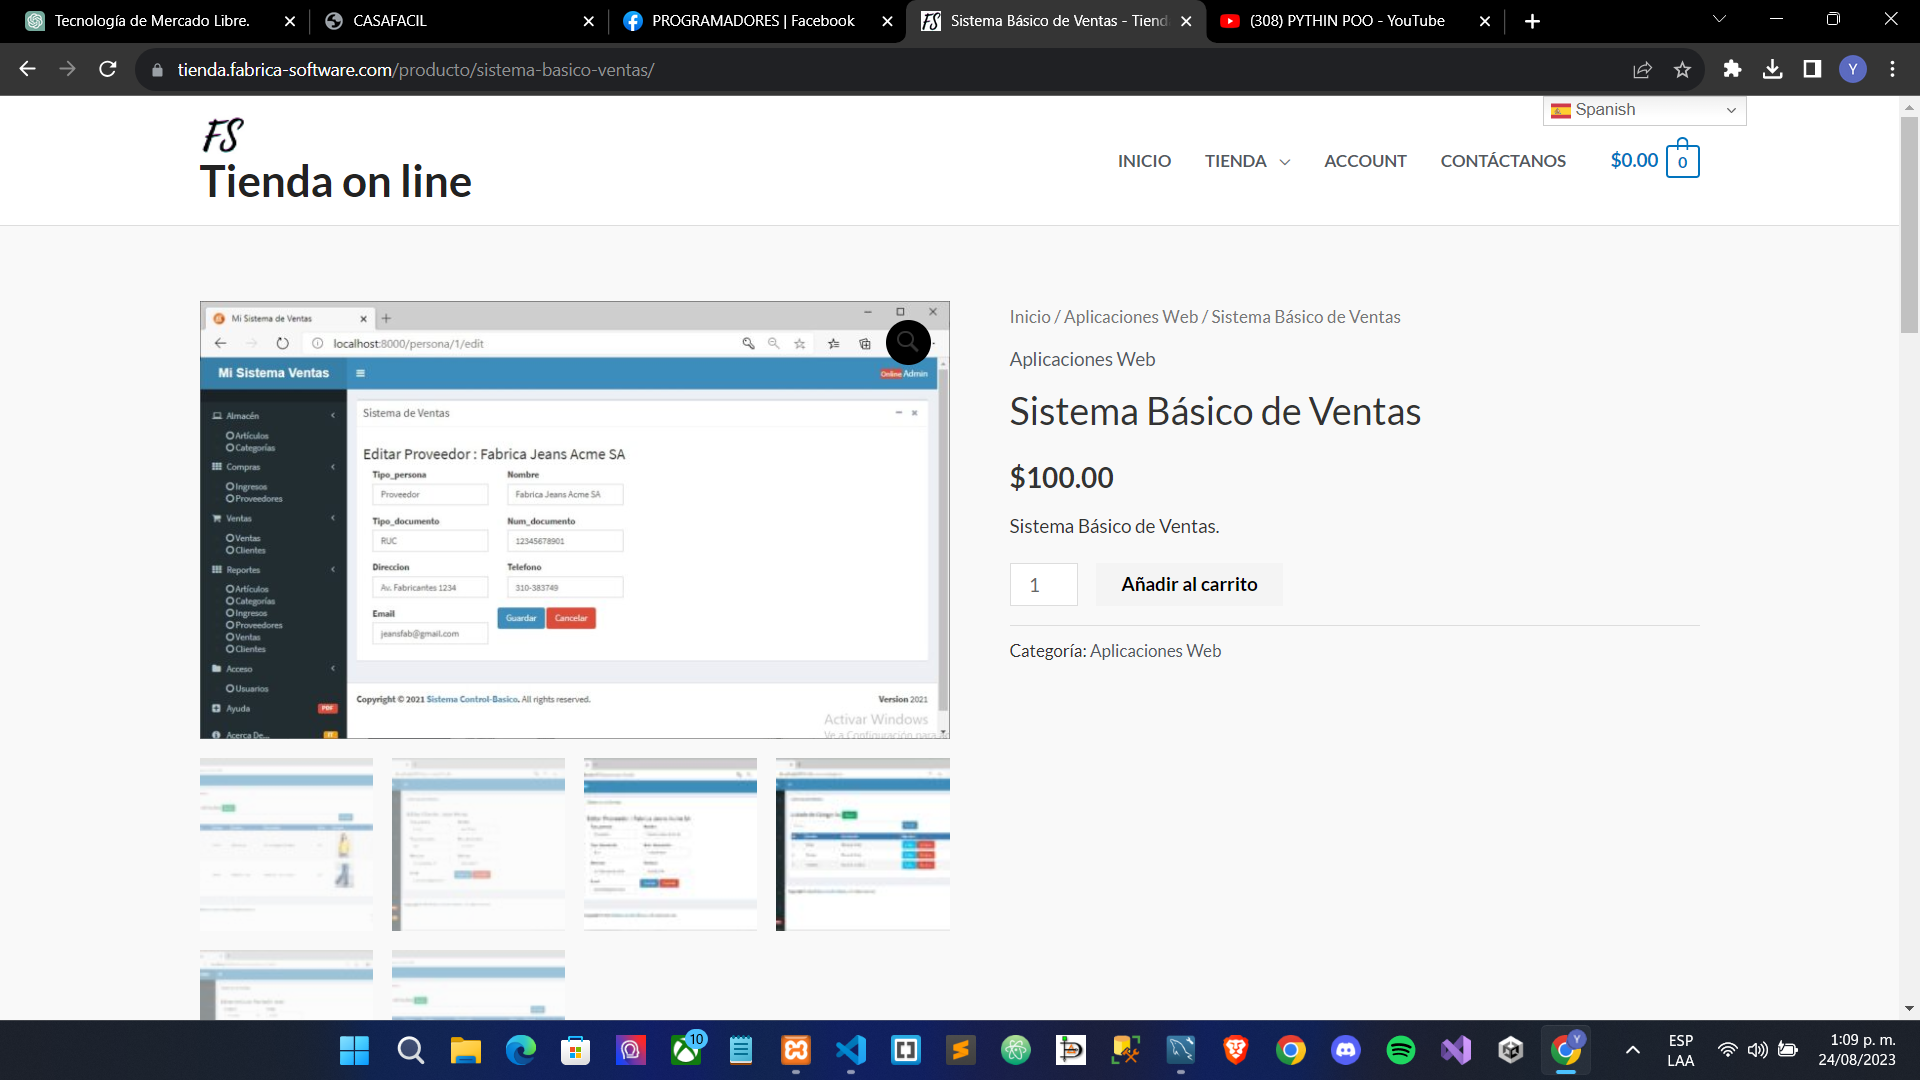 Tecnología de Mercado Libre.
CASAFACIL
PROGRAMADORES | Facebook
Sistema Básico de Ventas - Tiend
(308) PYTHIN POO - YouTube
tienda.fabrica-software.com/producto/sistema-basico-ventas/
Y
Spanish
FS
Tienda on line
INICIO
TIENDA
ACCOUNT
CONTÁCTANOS
$0.00
0
Mi Sistema de Ventas
localhost:8000/persona/1/edit
Mi Sistema Ventas
Online Admin
Almacén
Artículos
Categorías
Compras
Ingresos
Proveedores
Ventas
Ventas
Clientes
Reportes
Artículos
Categorías
Ingresos
Proveedores
Ventas
Clientes
Acceso
Usuarios
Ayuda
PDF
Acerca De...
IT
Sistema de Ventas
Editar Proveedor : Fabrica Jeans Acme SA
Tipo_persona
Nombre
Proveedor
Fabrica Jeans Acme SA
Tipo_documento
Num_documento
RUC
12345678901
Direccion
Telefono
Av. Fabricantes 1234
310-383749
Email
Guardar
Cancelar
jeansfab@gmail.com
Copyright © 2021 Sistema Control-Basico. All rights reserved.
Version 2021
Activar Windows
Ve a Configuración para
Inicio / Aplicaciones Web / Sistema Básico de Ventas
Aplicaciones Web
Sistema Básico de Ventas
$100.00
Sistema Básico de Ventas.
1
Añadir al carrito
Categoría: Aplicaciones Web
Editar Proveedor : Fabrica Jeans Acme SA
10
ESP
LAA
1:09 p. m.
24/08/2023